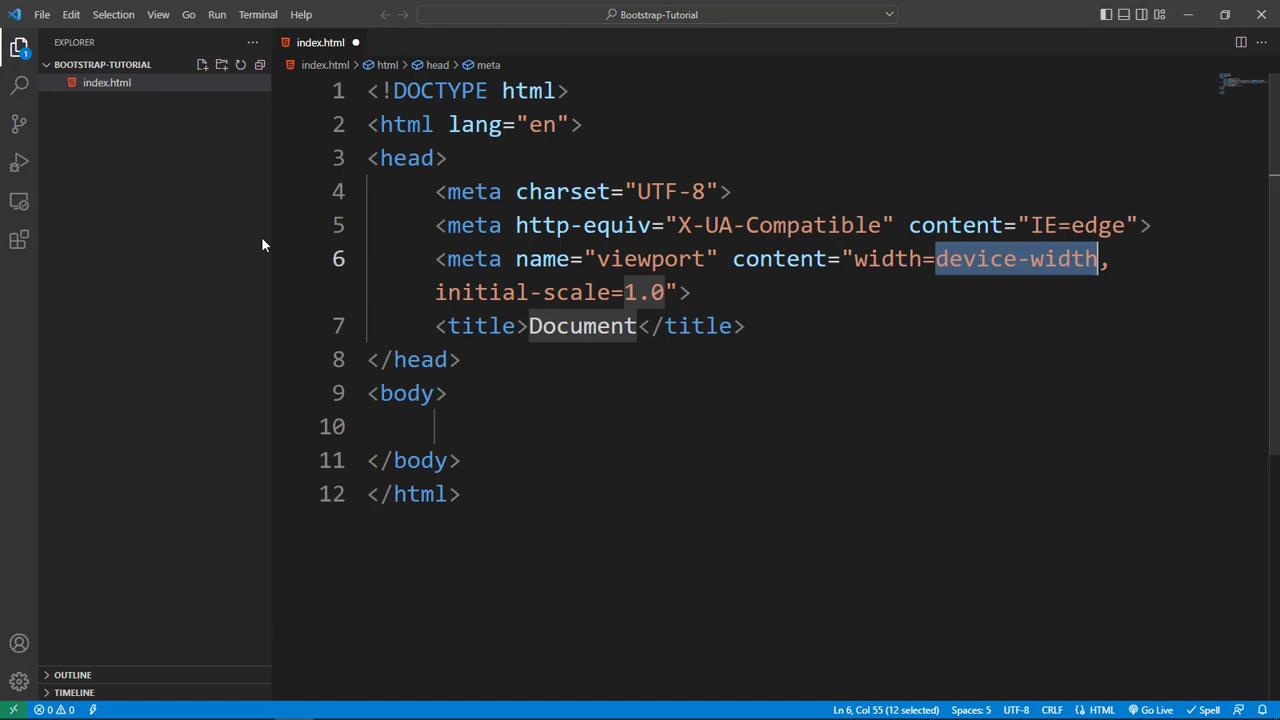 File Edit Selection View Go Run Terminal Help
Bootstrap-Tutorial
EXPLORER
index.html
BOOTSTRAP-TUTORIAL
index.html > html > head > meta
index.html
1 <!DOCTYPE html>
2 <html lang="en">
3 <head>
4 <meta charset="UTF-8">
5 <meta http-equiv="X-UA-Compatible" content="IE=edge">
6 <meta name="viewport" content="width=device-width,
initial-scale=1.0">
7 <title>Document</title>
8 </head>
9 <body>
10
11 </body>
12 </html>
1
OUTLINE
TIMELINE
0 0 Ln 6, Col 55 (12 selected) Spaces: 5 UTF-8 CRLF HTML Go Live Spell